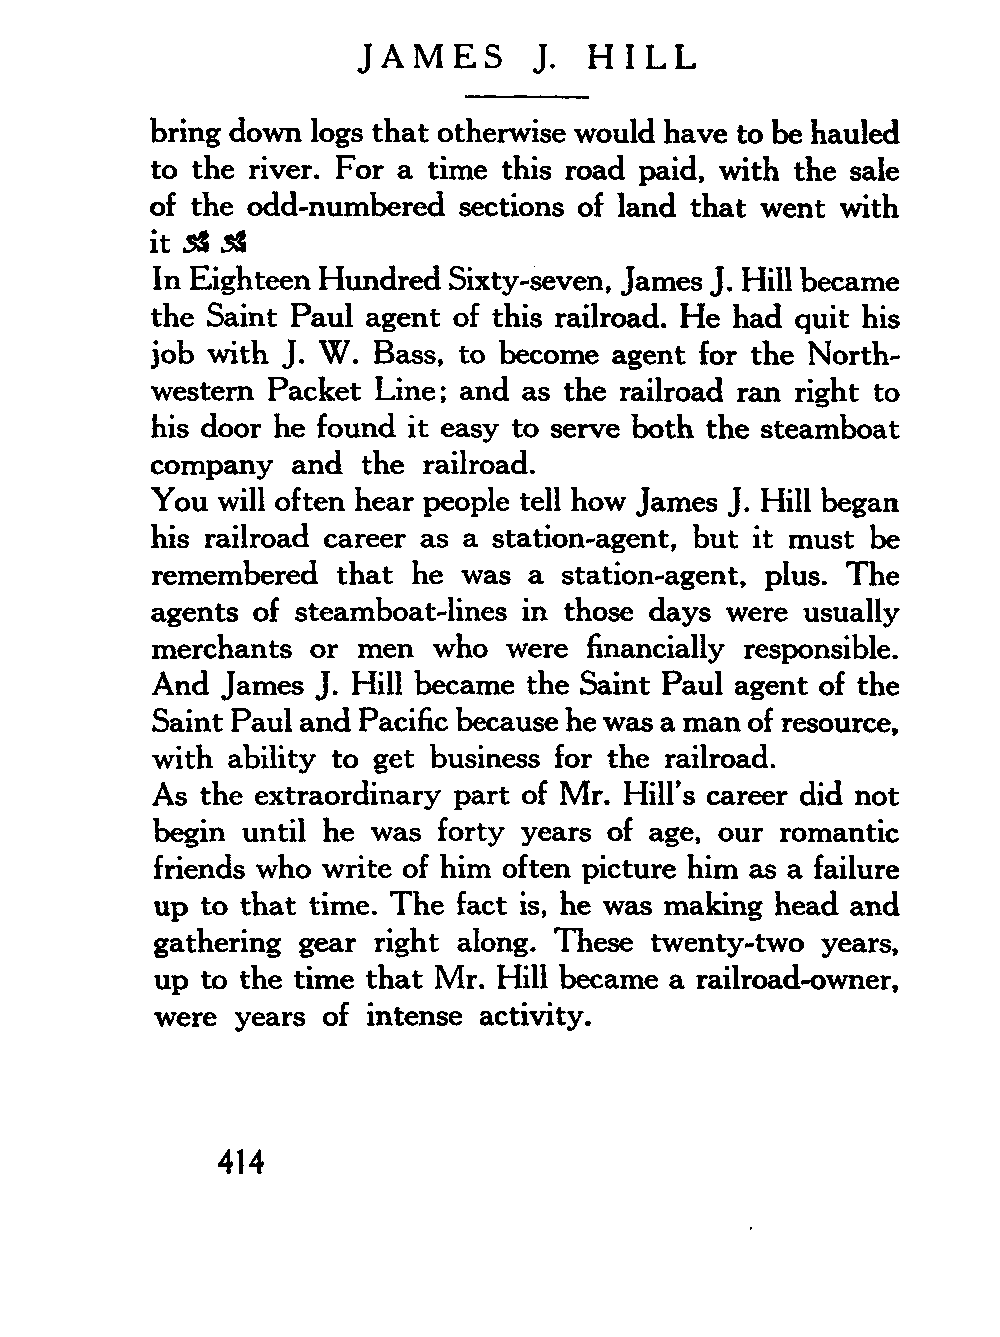 JAMES J. HILL
bring down logs that otherwise would have to be hauled
to the river. For a time this road paid, with the sale
of the odd-numbered sections of land that went with
it
In Eighteen Hundred Sixty-seven, James J. Hill became
the Saint Paul agent of this railroad. He had quit his
job with J. W. Bass, to become agent for the North-
western Packet Line; and as the railroad ran right to
his door he found it easy to serve both the steamboat
company and the railroad.
You will often hear people tell how James J. Hill began
his railroad career as a station-agent, but it must be
remembered that he was a station-agent, plus. The
agents of steamboat-lines in those days were usually
merchants or men who were financially responsible.
And James J. Hill became the Saint Paul agent of the
Saint Paul and Pacific because he was a man of resource,
with ability to get business for the railroad.
As the extraordinary part of Mr. Hill's career did not
begin until he was forty years of age, our romantic
friends who write of him often picture him as a failure
up to that time. The fact is, he was making head and
gathering gear right along. These twenty-two years,
up to the time that Mr. Hill became a railroad-owner,
were years of intense activity.
414